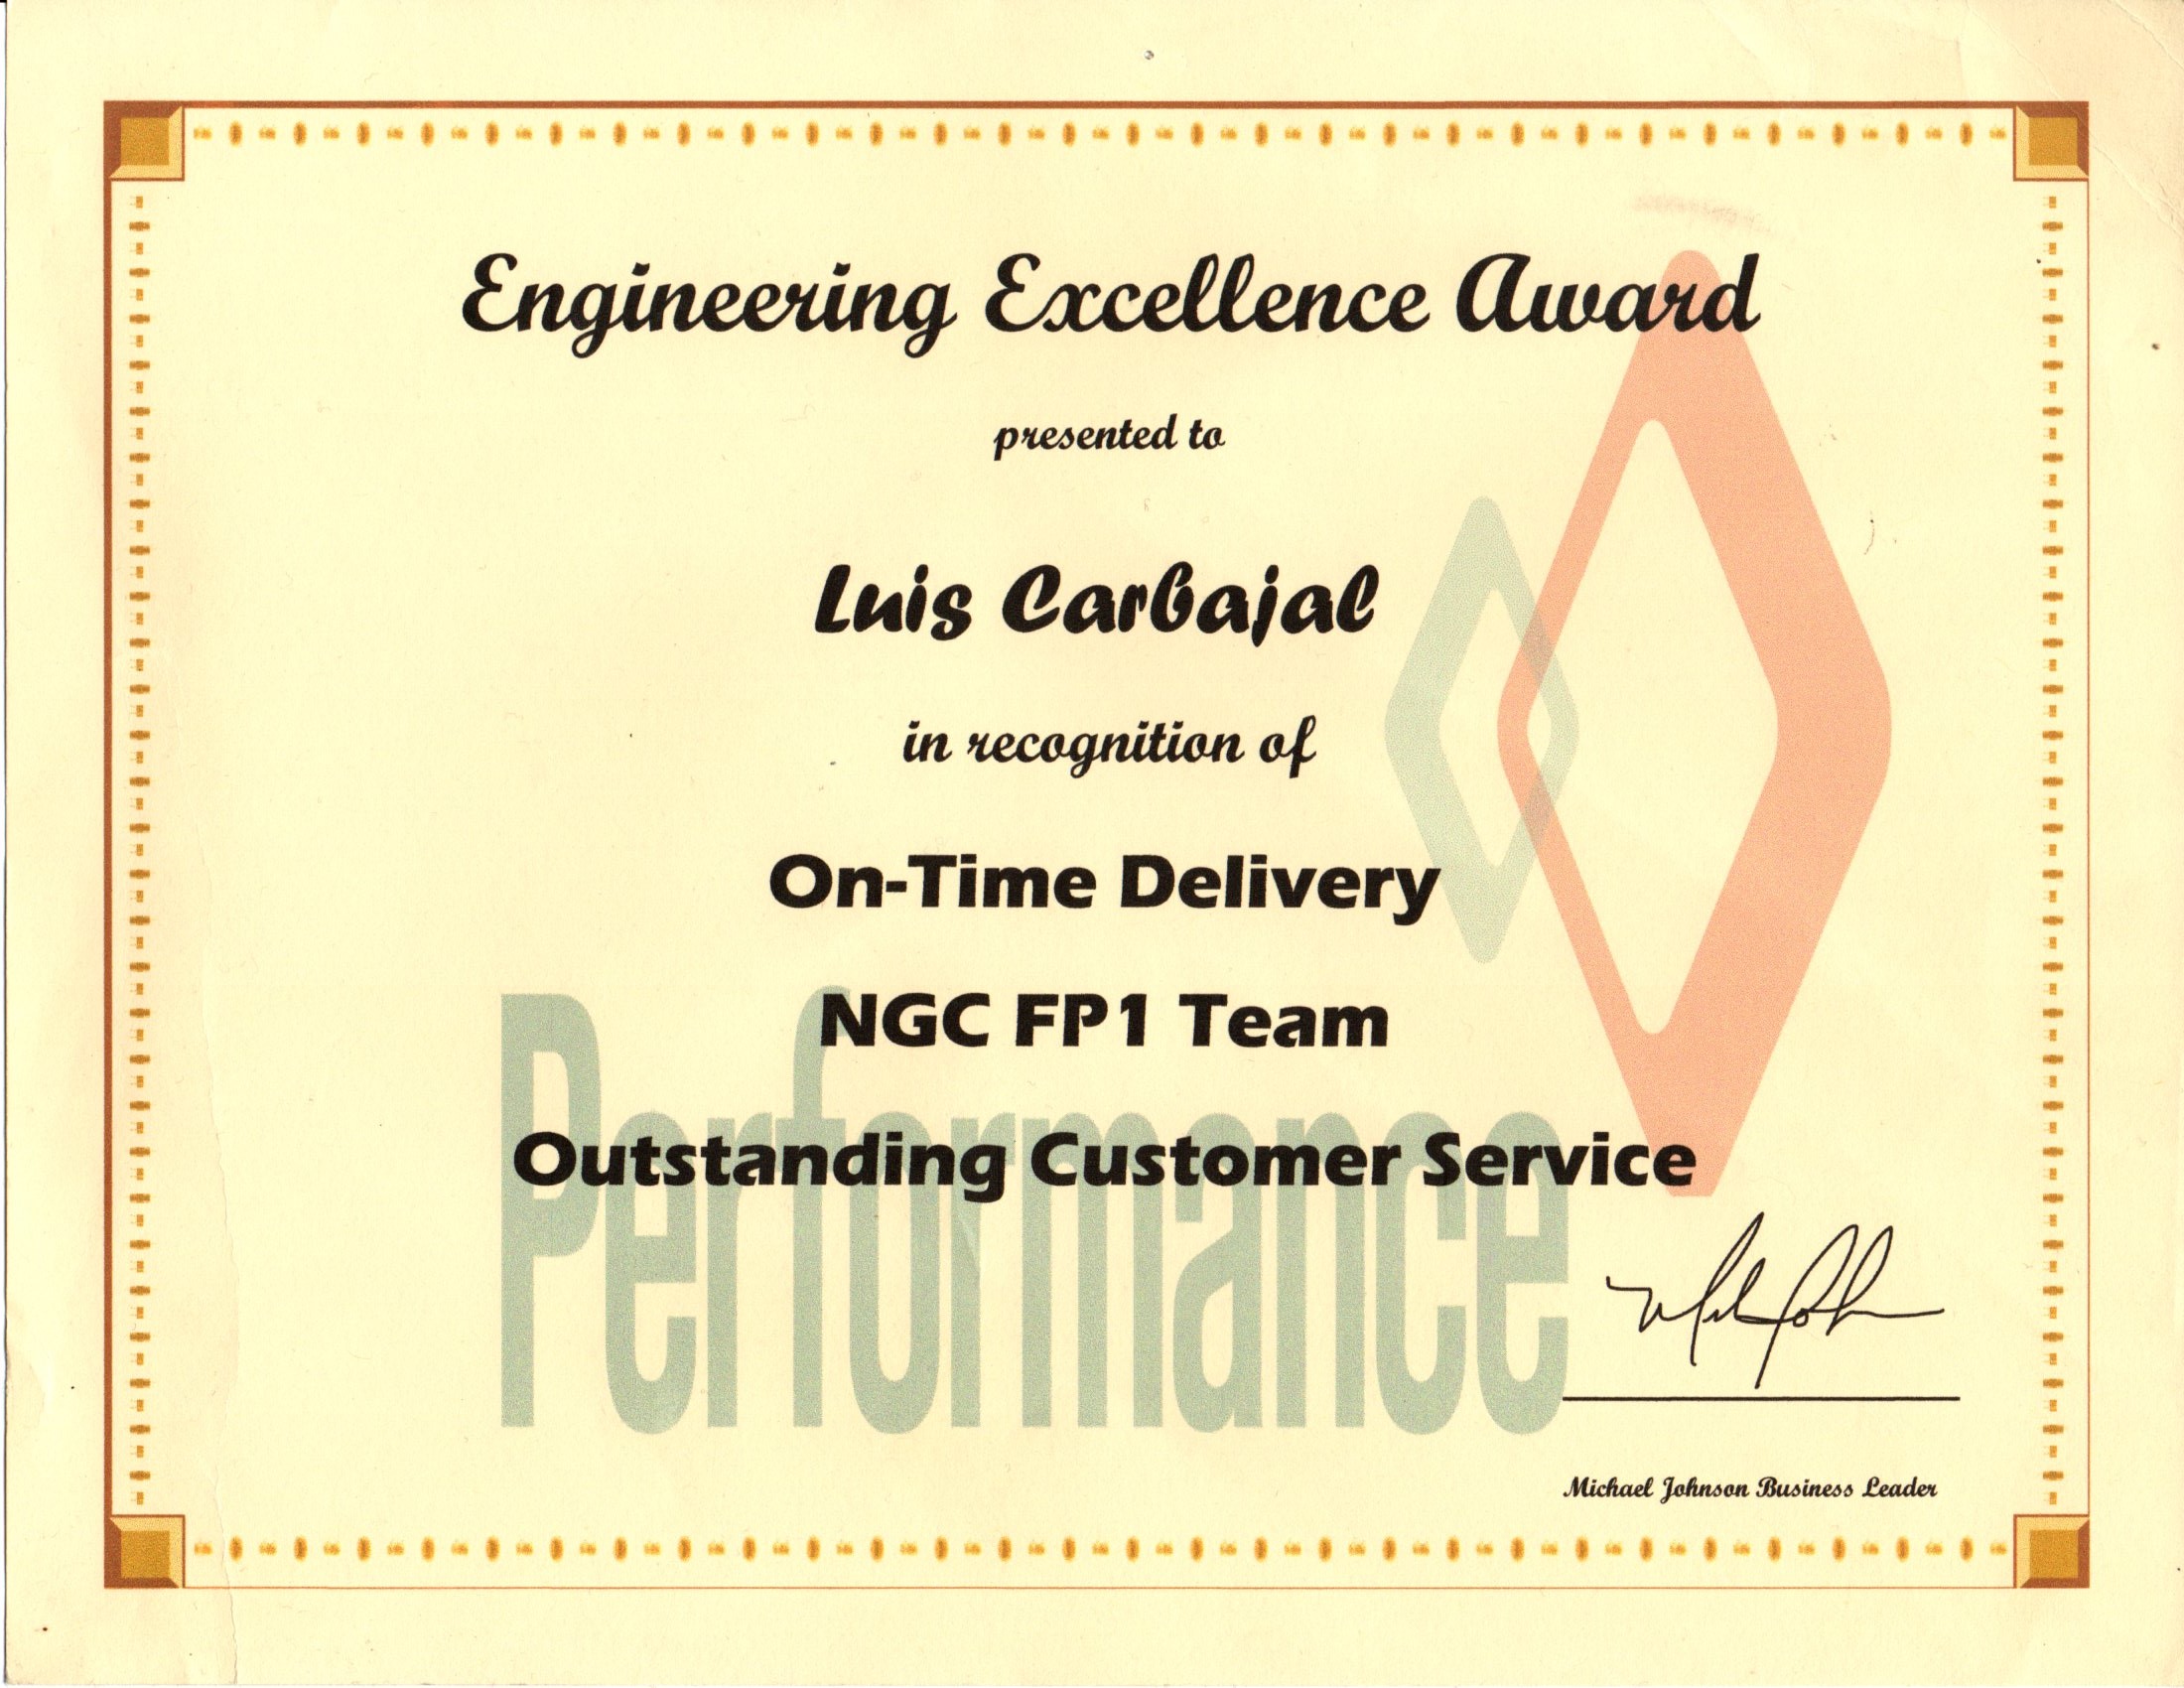 Engineering Excellence Award
presented to
Luis Carbajal
in recognition of
On-Time Delivery
NGC FP1 Team
Performance
Outstanding Customer Service
Michael Johnson Business Leader